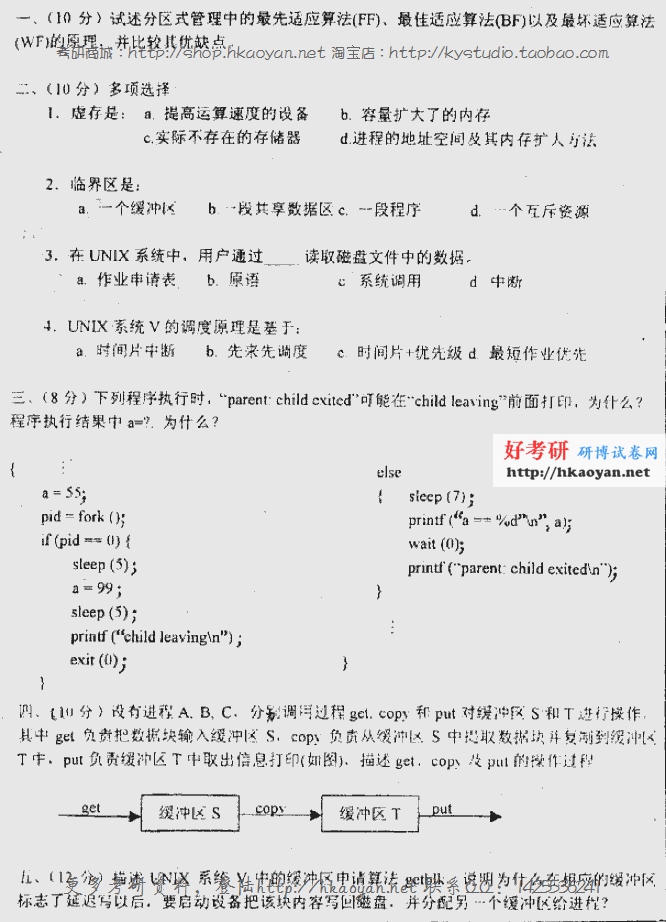 一、(10 分) 试述分区式管理中的最先适应算法(FF)、最佳适应算法(BF)以及最坏适应算法
(WF)的原理，并比较其优缺点。
考研商城：http://shop.hkaoyan.net 淘宝店：http://kystudio.taobao.com
二、(10 分) 多项选择
1. 虚存是： a. 提高运算速度的设备 b. 容量扩大了的内存
c.实际不存在的存储器 d.进程的地址空间及其内存扩大方法
2. 临界区是：
a. 一个缓冲区 b. 一段共享数据区 c. 一段程序 d. 一个互斥资源
3. 在 UNIX 系统中，用户通过____ 读取磁盘文件中的数据。
a. 作业申请表 b. 原语 c 系统调用 d 中断
4. UNIX 系统 V 的调度原理是基于：
a. 时间片中断 b. 先来先调度 c. 时间片+优先级 d. 最短作业优先
三、(8 分) 下列程序执行时，“parent: child exited”可能在“child leaving”前面打印，为什么？
程序执行结果中 a=?. 为什么？
好考研 研博试卷网
http://hkaoyan.net
{ ⋮
a = 55;
pid = fork ();
if (pid == 0) {
sleep (5);
a = 99 ;
sleep (5) ;
printf (“child leaving\n”) ;
exit (0);
}
else
{ sleep (7) ;
printf (“a == %d”\n”, a);
wait (0);
printf (“parent: child exited\n”);
}
⋮
}
四、(10 分) 设有进程 A, B, C，分别调用过程 get, copy 和 put 对缓冲区 S 和 T 进行操作。
其中 get 负责把数据块输入缓冲区 S，copy 负责从缓冲区 S 中提取数据块并复制到缓冲区
T 中，put 负责缓冲区 T 中取出信息打印(如图)，描述 get、copy 及 put 的操作过程
get 缓冲区 S copy 缓冲区 T put
五、(12 分) 描述 UNIX 系统 V 中的缓冲区申请算法 getblk。说明为什么在相应的缓冲区
更多考研资料，登陆http://hkaoyan.net 联系QQ：
标志了延迟写以后，要启动设备把该块内容写回磁盘，并分配另一个缓冲区给进程？